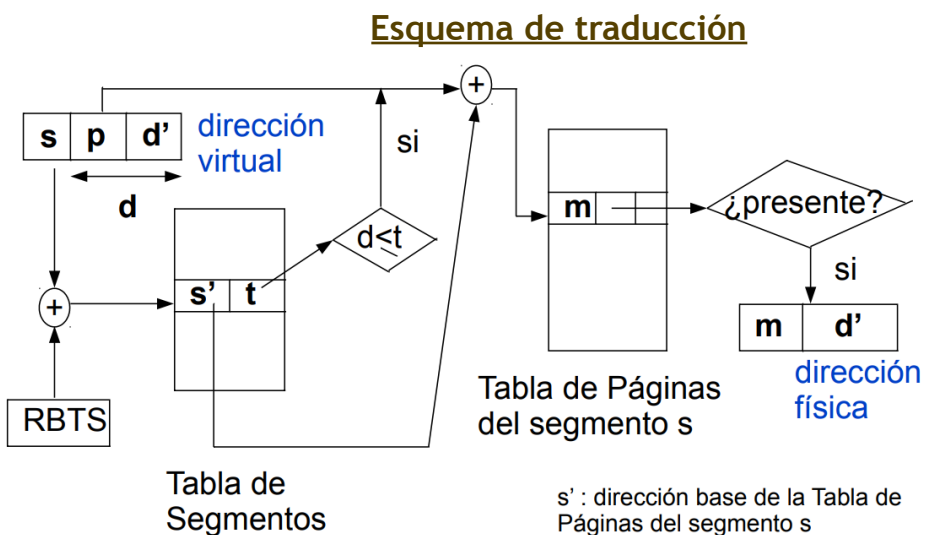 Esquema de traducción
+
s p d'
dirección
virtual
si
d
m
¿presente?
d≤t
si
s' t
+
m d'
RBTS
dirección
física
Tabla de Páginas
del segmento s
Tabla de
Segmentos
s' : dirección base de la Tabla de
Páginas del segmento s